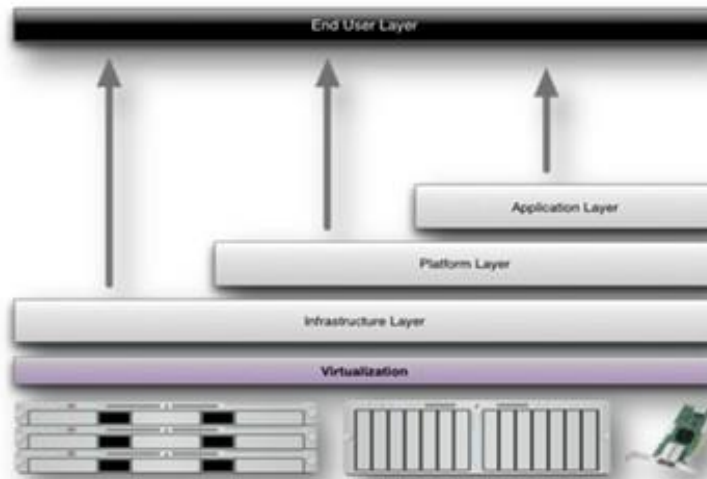 End User Layer
Application Layer
Platform Layer
Infrastructure Layer
Virtualization